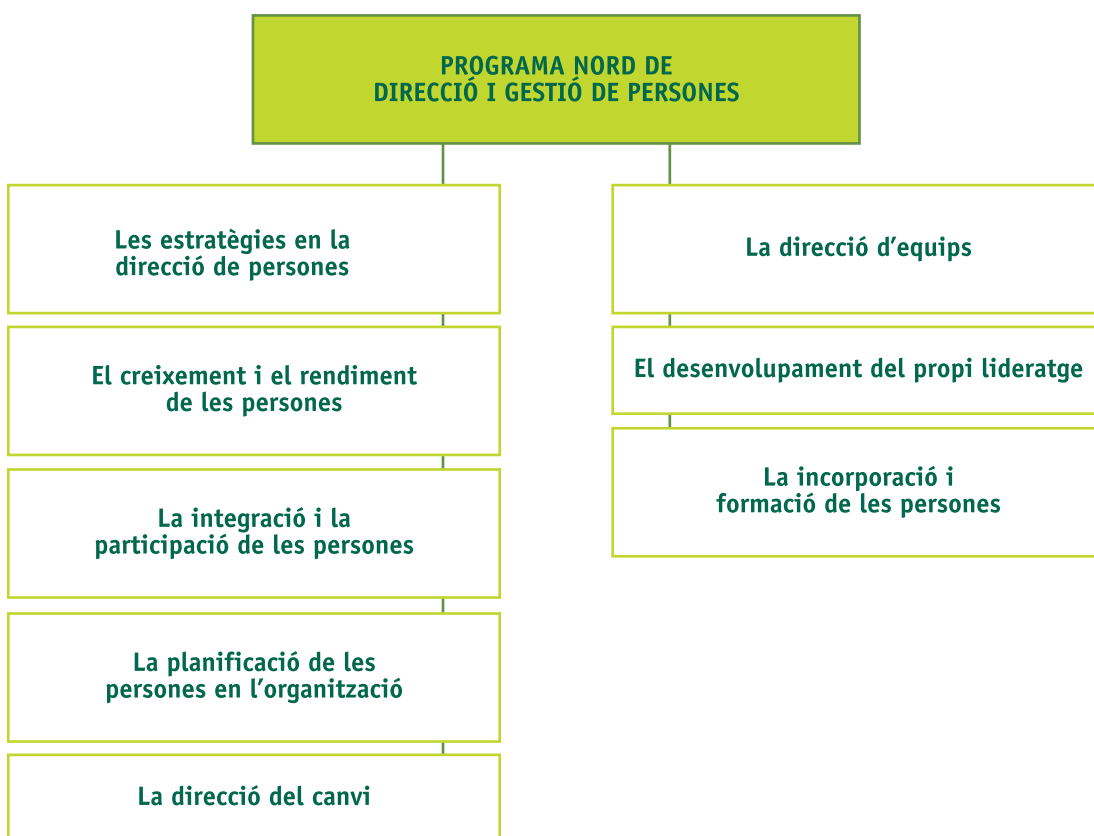 PROGRAMA NORD DE
DIRECCIÓ I GESTIÓ DE PERSONES
Les estratègies en la
direcció de persones
El creixement i el rendiment
de les persones
La integració i la
participació de les persones
La planificació de les
persones en l’organització
La direcció del canvi
La direcció d’equips
El desenvolupament del propi lideratge
La incorporació i
formació de les persones